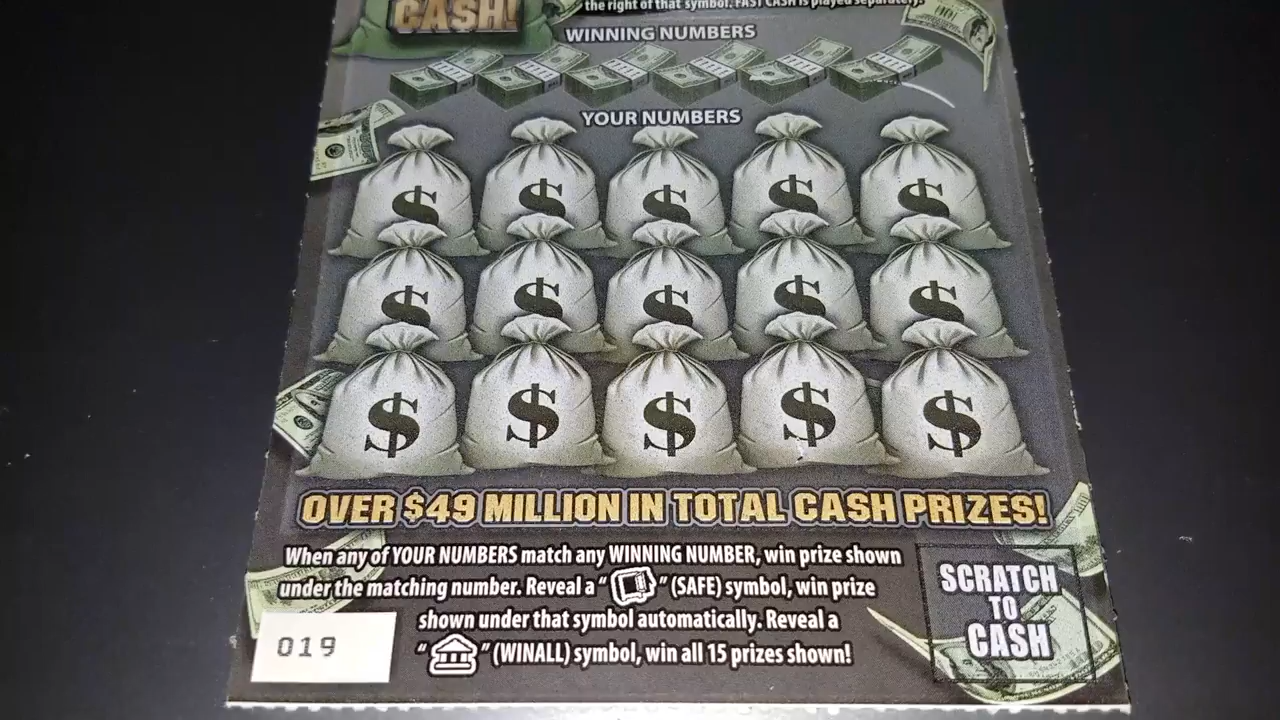 CASH!
the right of that symbol. FAST CASH is played separately.
WINNING NUMBERS
YOUR NUMBERS
$ $ $ $ $
$ $ $ $ $
$ $ $ $ $
OVER $49 MILLION IN TOTAL CASH PRIZES!
When any of YOUR NUMBERS match any WINNING NUMBER, win prize shown
under the matching number. Reveal a " " (SAFE) symbol, win prize
shown under that symbol automatically. Reveal a
" " (WINALL) symbol, win all 15 prizes shown!
019
SCRATCH
TO
CASH